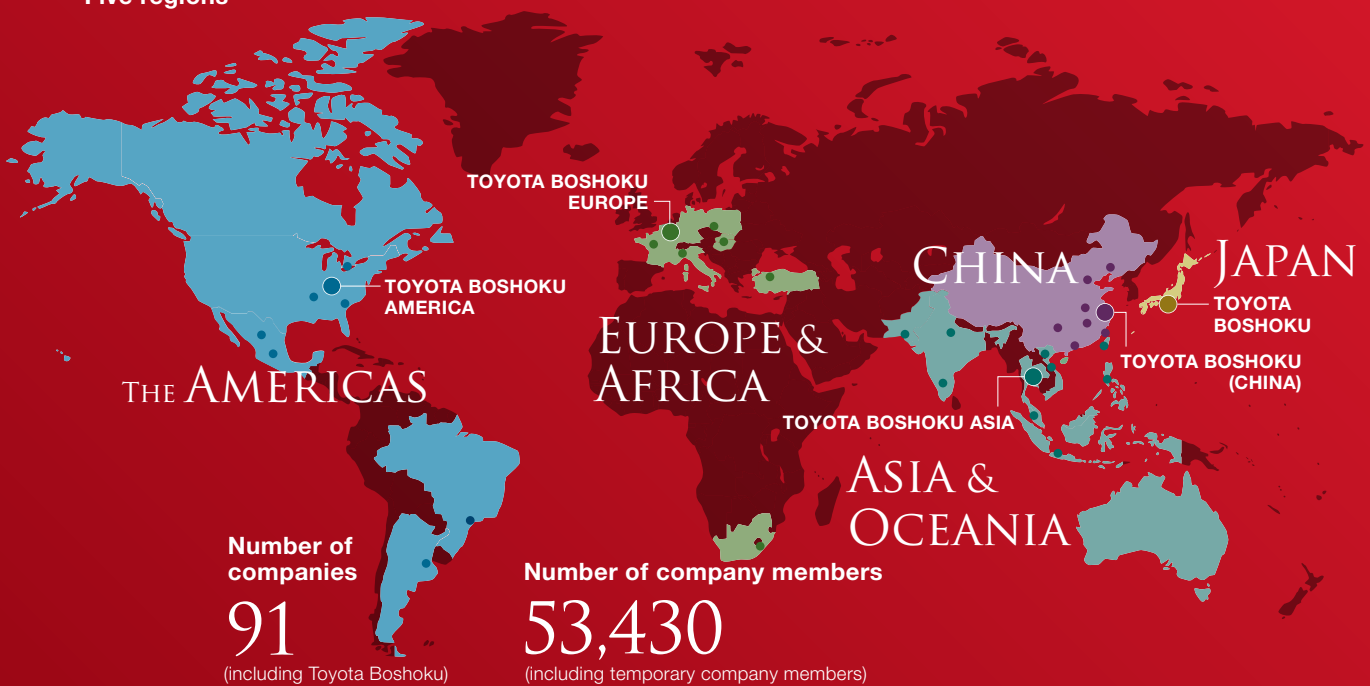 Five regions
TOYOTA BOSHOKU
EUROPE
CHINA
JAPAN
TOYOTA BOSHOKU
AMERICA
TOYOTA
BOSHOKU
EUROPE &
AFRICA
TOYOTA BOSHOKU
(CHINA)
THE AMERICAS
TOYOTA BOSHOKU ASIA
ASIA &
OCEANIA
Number of
companies
91
(including Toyota Boshoku)
Number of company members
53,430
(including temporary company members)